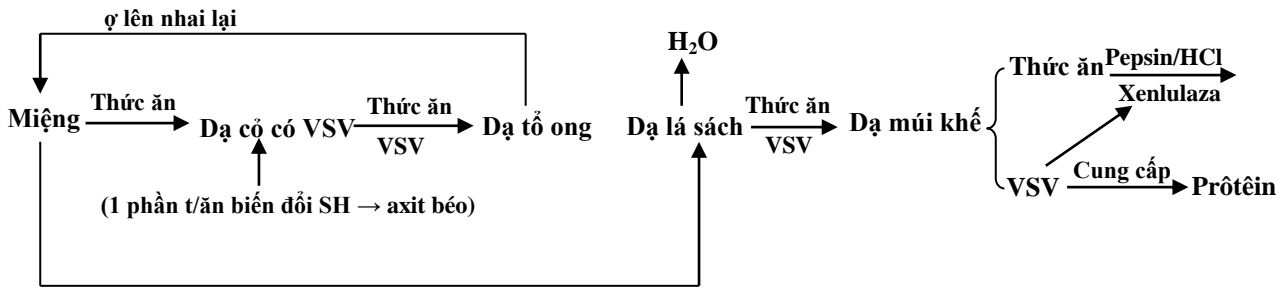 ợ lên nhai lại
Miệng
Thức ăn
Dạ cỏ có VSV
Thức ăn
VSV
Dạ tổ ong
(1 phần t/ăn biến đổi SH → axit béo)
H₂O
Dạ lá sách
Thức ăn
VSV
Dạ múi khế
Thức ăn
Pepsin/HCl
Xenlulaza
VSV
Cung cấp
Prôtêin